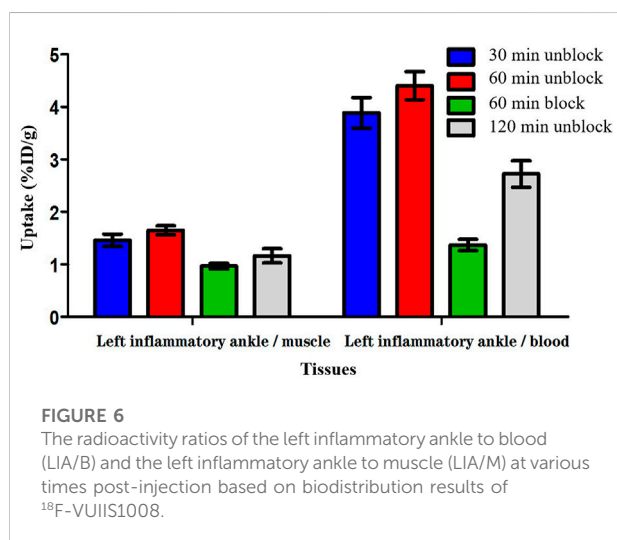 5
4
3
2
1
0
Uptake (%ID/g)
30 min unblock
60 min unblock
60 min block
120 min unblock
Left inflammatory ankle / muscle
Left inflammatory ankle / blood
Tissues
FIGURE 6
The radioactivity ratios of the left inflammatory ankle to blood
(LIA/B) and the left inflammatory ankle to muscle (LIA/M) at various
times post-injection based on biodistribution results of
¹⁸F-VUIIS1008.